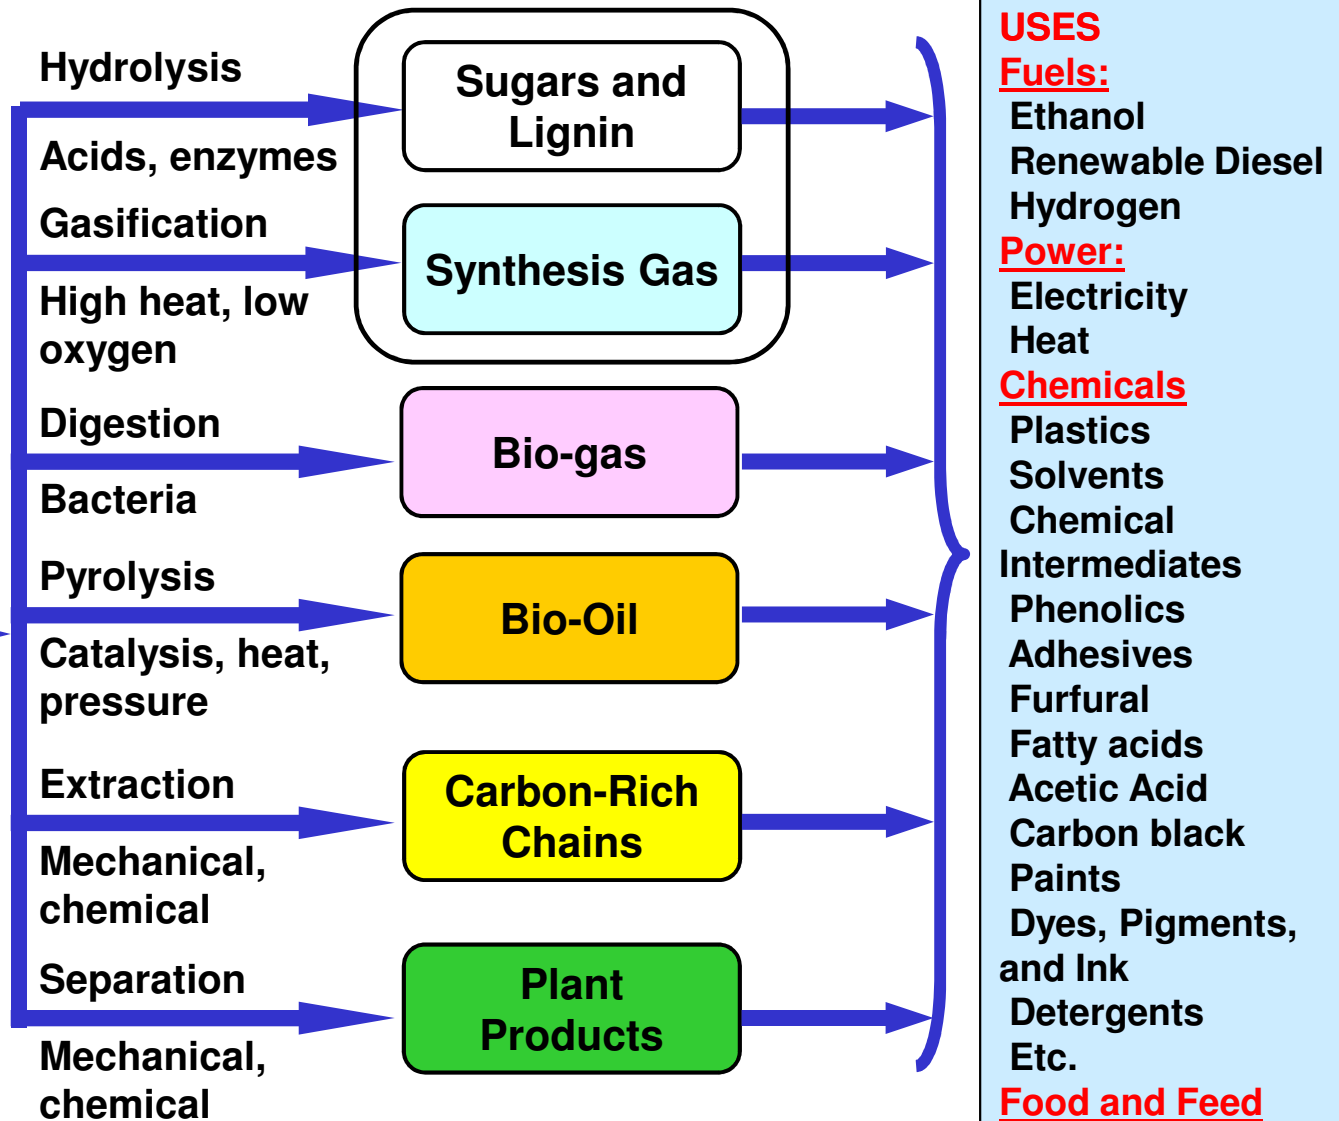 Hydrolysis
Acids, enzymes
Sugars and
Lignin
Gasification
High heat, low
oxygen
Synthesis Gas
Digestion
Bacteria
Bio-gas
Pyrolysis
Catalysis, heat,
pressure
Bio-Oil
Extraction
Mechanical,
chemical
Carbon-Rich
Chains
Separation
Mechanical,
chemical
Plant
Products
USES
Fuels:
Ethanol
Renewable Diesel
Hydrogen
Power:
Electricity
Heat
Chemicals
Plastics
Solvents
Chemical
Intermediates
Phenolics
Adhesives
Furfural
Fatty acids
Acetic Acid
Carbon black
Paints
Dyes, Pigments,
and Ink
Detergents
Etc.
Food and Feed